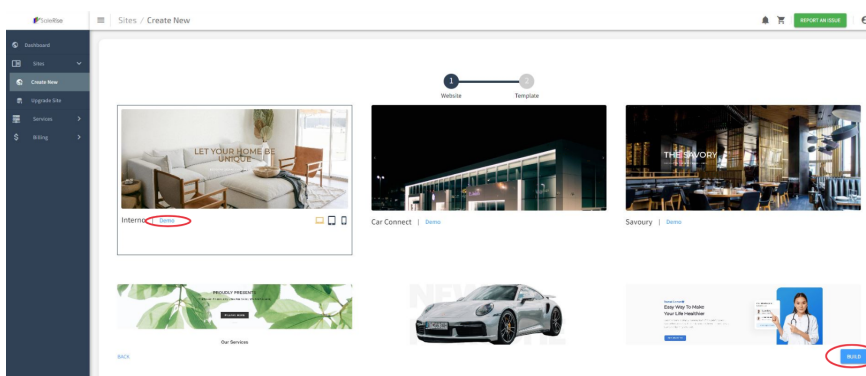 SoleRise
Sites / Create New
REPORT AN ISSUE
Dashboard
Sites
Create New
Upgrade Site
Services
Billing
1
2
Website
Template
LET YOUR HOME BE
UNIQUE
THE SAVORY
Interno | Demo
Car Connect | Demo
Savoury | Demo
PROUDLY PRESENTS
Our Services
NEW
Easy Way To Make
Your Life Healthier
BACK
BUILD